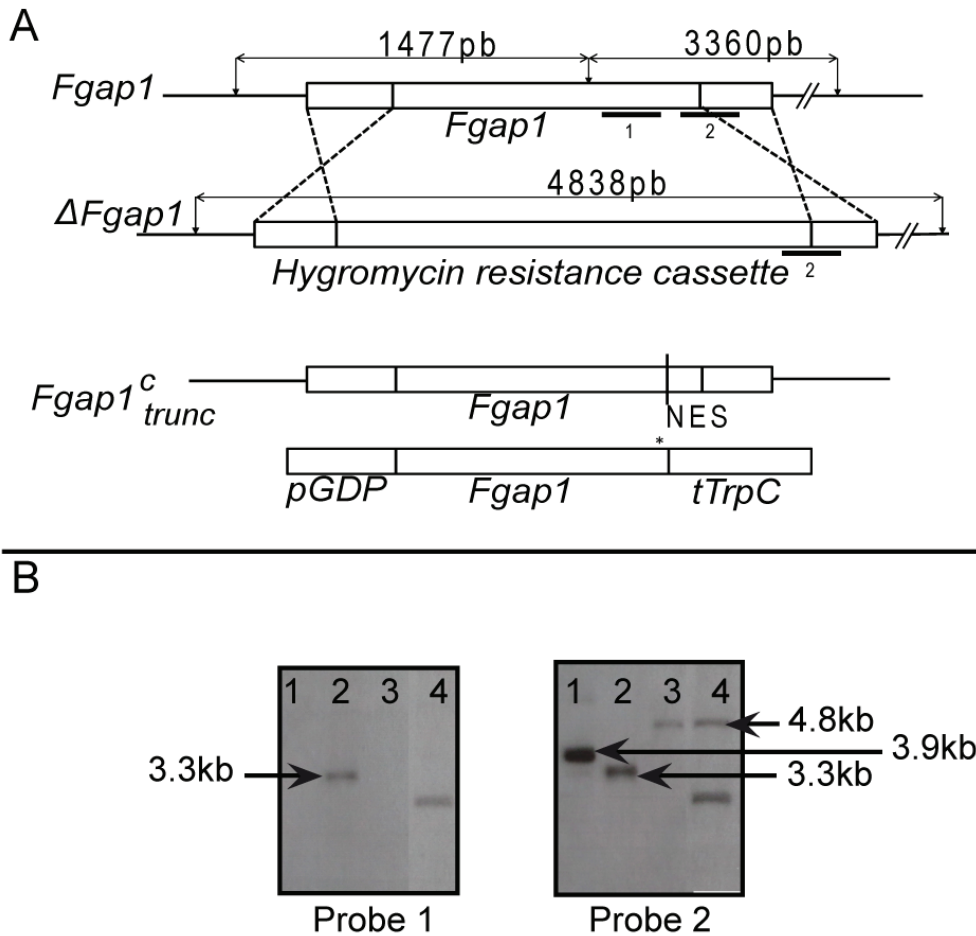 A
1477pb 3360pb
Fgap1
Fgap1
1 2
4838pb
ΔFgap1
Hygromycin resistance cassette 2
Fgap1 c trunc
Fgap1
NES
*
pGDP Fgap1 tTrpC
B
1 2 3 4
3.3kb
Probe 1
1 2 3 4
4.8kb
3.9kb
3.3kb
Probe 2